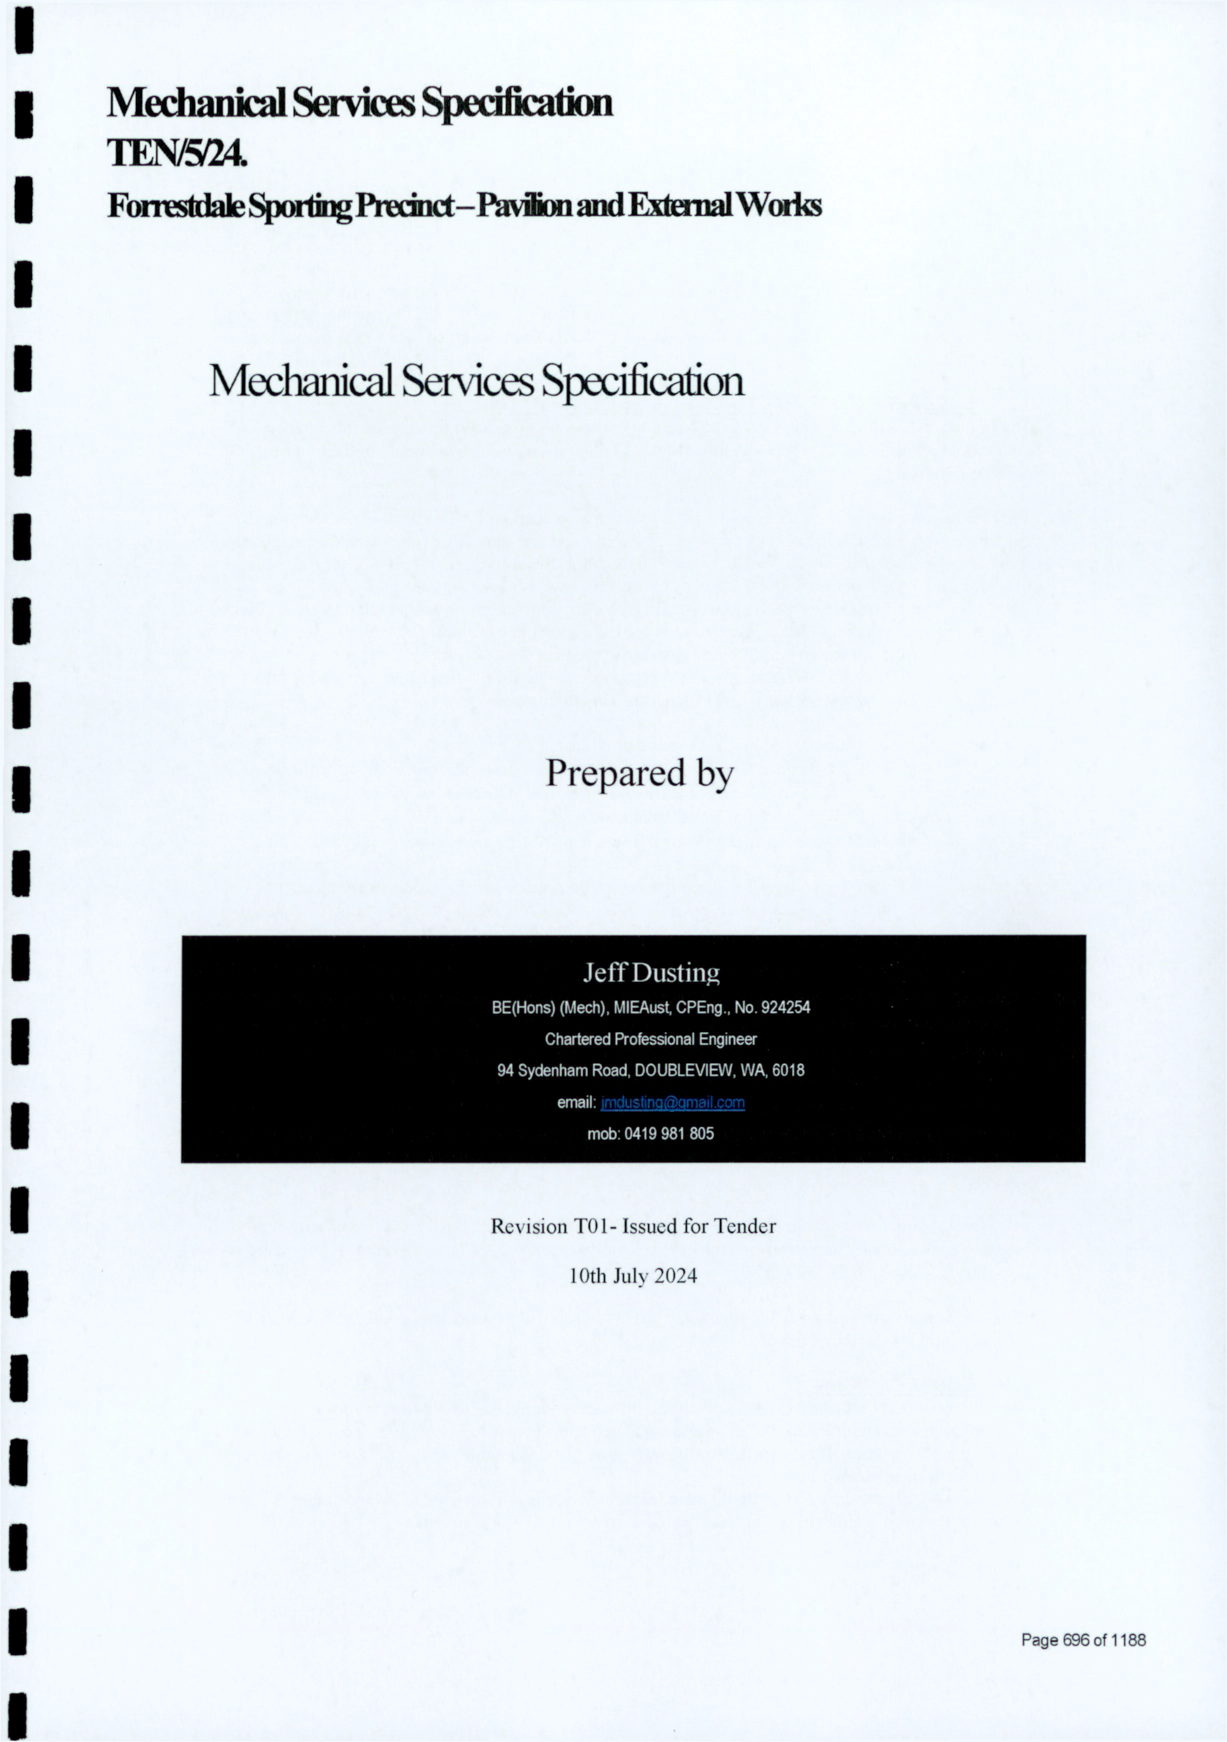 Mechanical Services Specification
TEN/5/24.
Forrestdale Sporting Precinct – Pavilion and External Works
Mechanical Services Specification
Prepared by
Jeff Dusting
BE(Hons) (Mech), MIEAust, CPEng., No. 924254
Chartered Professional Engineer
94 Sydenham Road, DOUBLEVIEW, WA, 6018
email: jmdusting@gmail.com
mob: 0419 981 805
Revision T01- Issued for Tender
10th July 2024
Page 696 of 1188